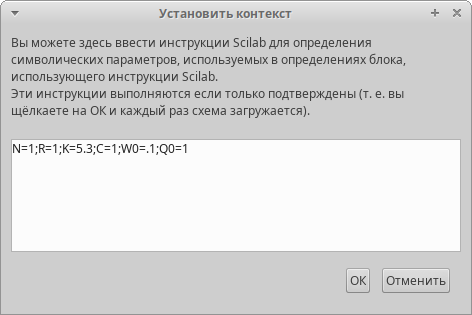 Установить контекст
Вы можете здесь ввести инструкции Scilab для определения
символических параметров, используемых в определениях блока,
использующего инструкции Scilab.
Эти инструкции выполняются если только подтверждены (т. е. вы
щёлкаете на ОК и каждый раз схема загружается).
N=1;R=1;K=5.3;C=1;W0=.1;Q0=1
ОК
Отменить